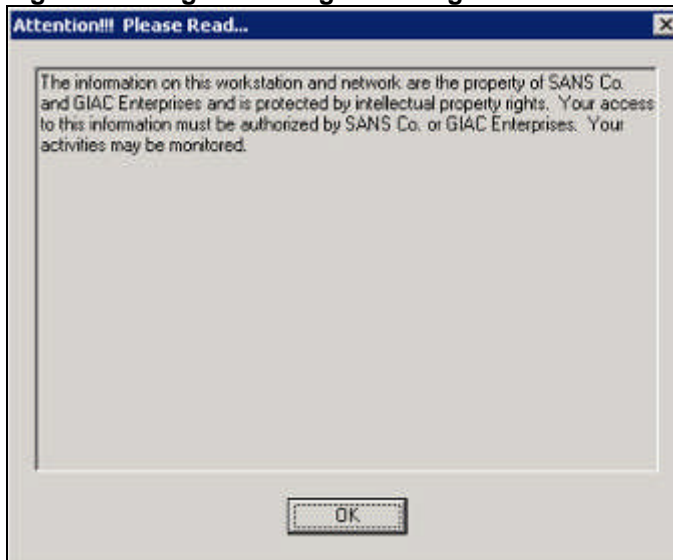 Attention!!! Please Read...
The information on this workstation and network are the property of SANS Co.
and GIAC Enterprises and is protected by intellectual property rights. Your access
to this information must be authorized by SANS Co. or GIAC Enterprises. Your
activities may be monitored.
OK